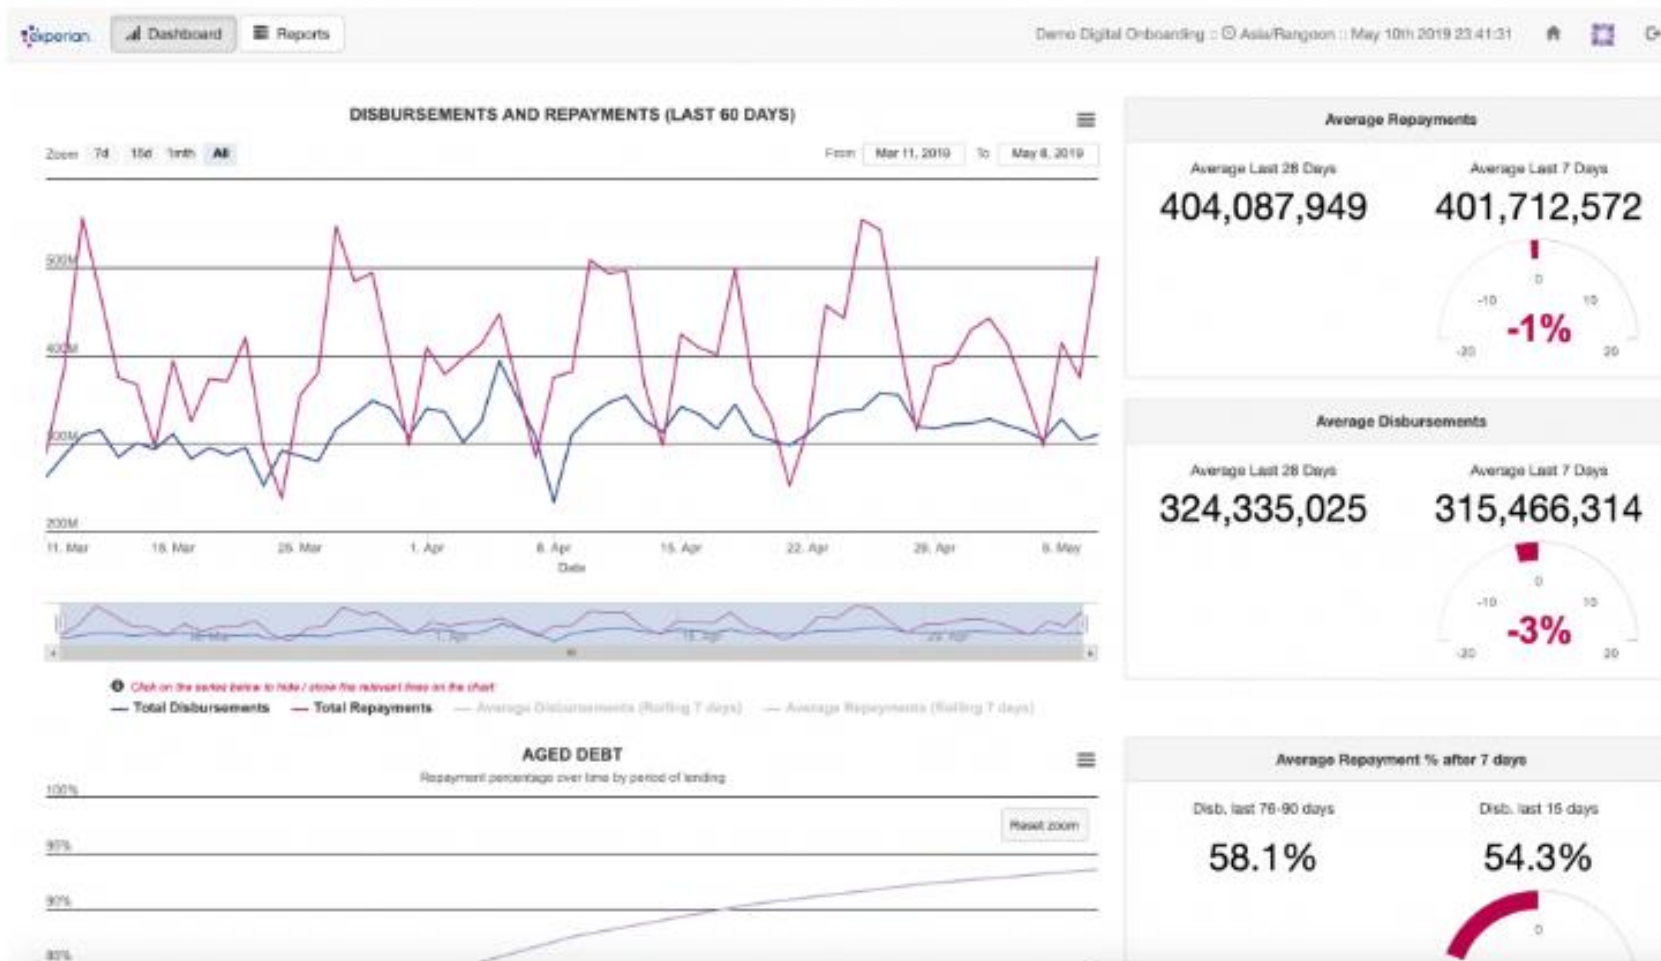 experian
Dashboard
Reports
Demo Digital Onboarding :: Asia/Rangoon :: May 10th 2019 23:41:31
DISBURSEMENTS AND REPAYMENTS (LAST 60 DAYS)
Zoom 7d 15d 1mth All
From Mar 11, 2019 To May 8, 2019
500M
400M
300M
200M
11. Mar 18. Mar 25. Mar 1. Apr 8. Apr 15. Apr 22. Apr 29. Apr 6. May
Date
1. Apr 15. Apr 29. Apr
Click on the series below to hide / show the relevant lines on the chart
Total Disbursements Total Repayments Average Disbursements (Rolling 7 days) Average Repayments (Rolling 7 days)
AGED DEBT
Repayment percentage over time by period of lending
100%
Reset zoom
95%
90%
85%
Average Repayments
Average Last 28 Days Average Last 7 Days
404,087,949 401,712,572
0
-10 10
-1%
-20 20
Average Disbursements
Average Last 28 Days Average Last 7 Days
324,335,025 315,466,314
0
-10 10
-3%
-20 20
Average Repayment % after 7 days
Disb. last 76-90 days Disb. last 15 days
58.1% 54.3%
0